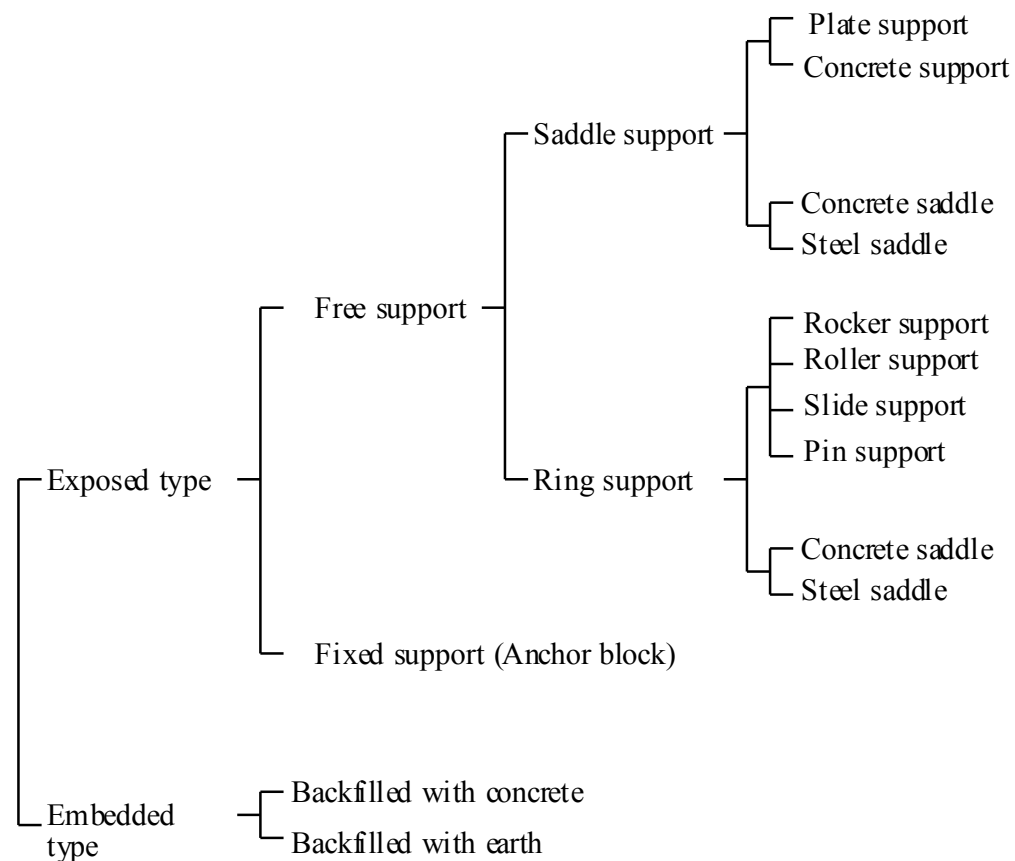 Plate support
Concrete support
Saddle support
Concrete saddle
Steel saddle
Free support
Rocker support
Roller support
Slide support
Pin support
Exposed type
Ring support
Concrete saddle
Steel saddle
Fixed support (Anchor block)
Backfilled with concrete
Embedded
type
Backfilled with earth